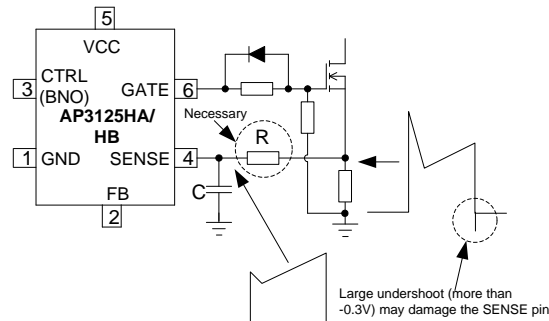 5
VCC
3
CTRL
(BNO)
GATE
6
AP3125HA/
HB
Necessary
R
1
GND
SENSE
4
C
FB
2
Large undershoot (more than
-0.3V) may damage the SENSE pin